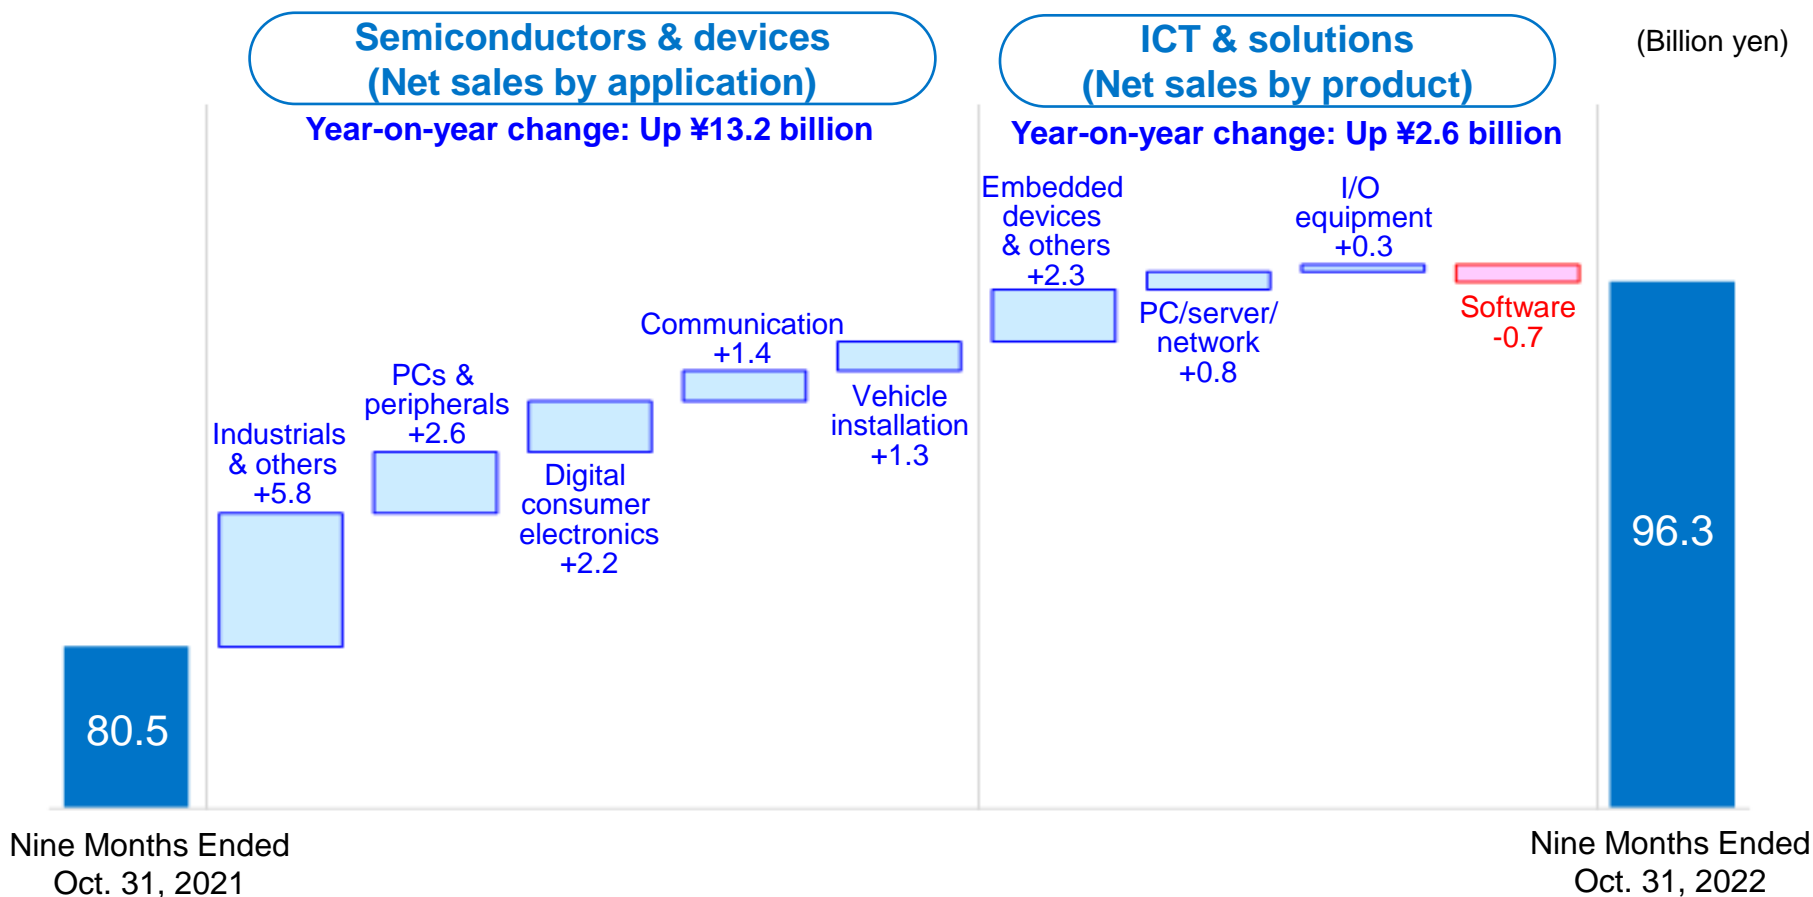 Semiconductors & devices
(Net sales by application)
Year-on-year change: Up ¥13.2 billion
ICT & solutions
(Net sales by product)
Year-on-year change: Up ¥2.6 billion
(Billion yen)
80.5
Industrials
& others
+5.8
PCs &
peripherals
+2.6
Digital
consumer
electronics
+2.2
Communication
+1.4
Vehicle
installation
+1.3
Embedded
devices
& others
+2.3
PC/server/
network
+0.8
I/O
equipment
+0.3
Software
-0.7
96.3
Nine Months Ended
Oct. 31, 2021
Nine Months Ended
Oct. 31, 2022